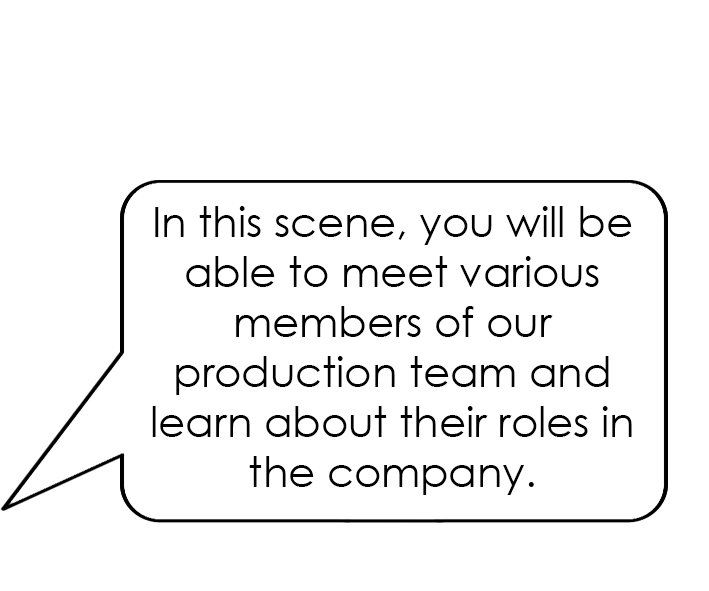 In this scene, you will be
able to meet various
members of our
production team and
learn about their roles in
the company.